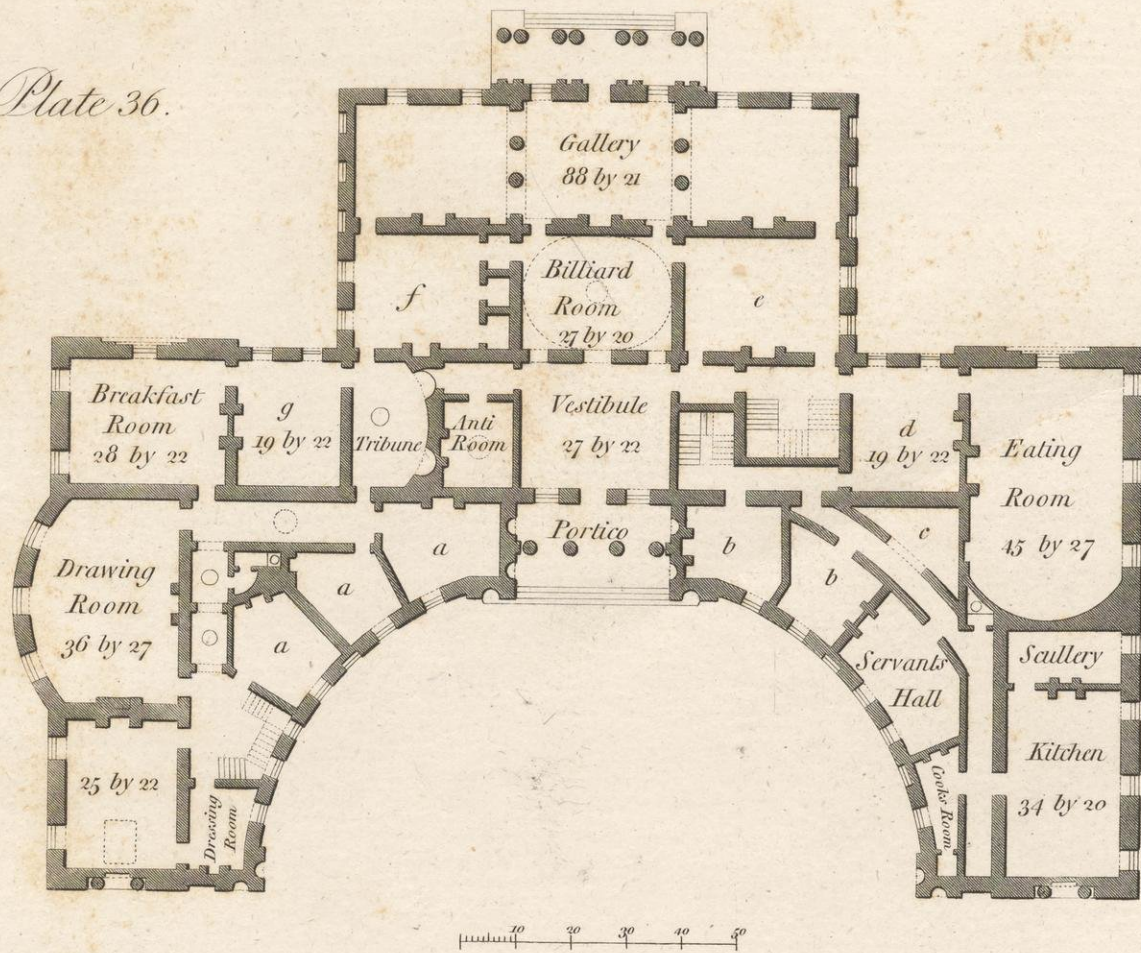 Plate 36.
Gallery
88 by 21
f
Billiard
Room
27 by 20
e
Breakfast
Room
28 by 22
g
19 by 22
Tribune
Anti
Room
Vestibule
27 by 22
d
19 by 22
Eating
Room
45 by 27
Portico
a
b
c
Drawing
Room
36 by 27
a
b
a
Servants
Hall
Scullery
25 by 22
Dressing
Room
Cooks Room
Kitchen
34 by 20
10 20 30 40 50